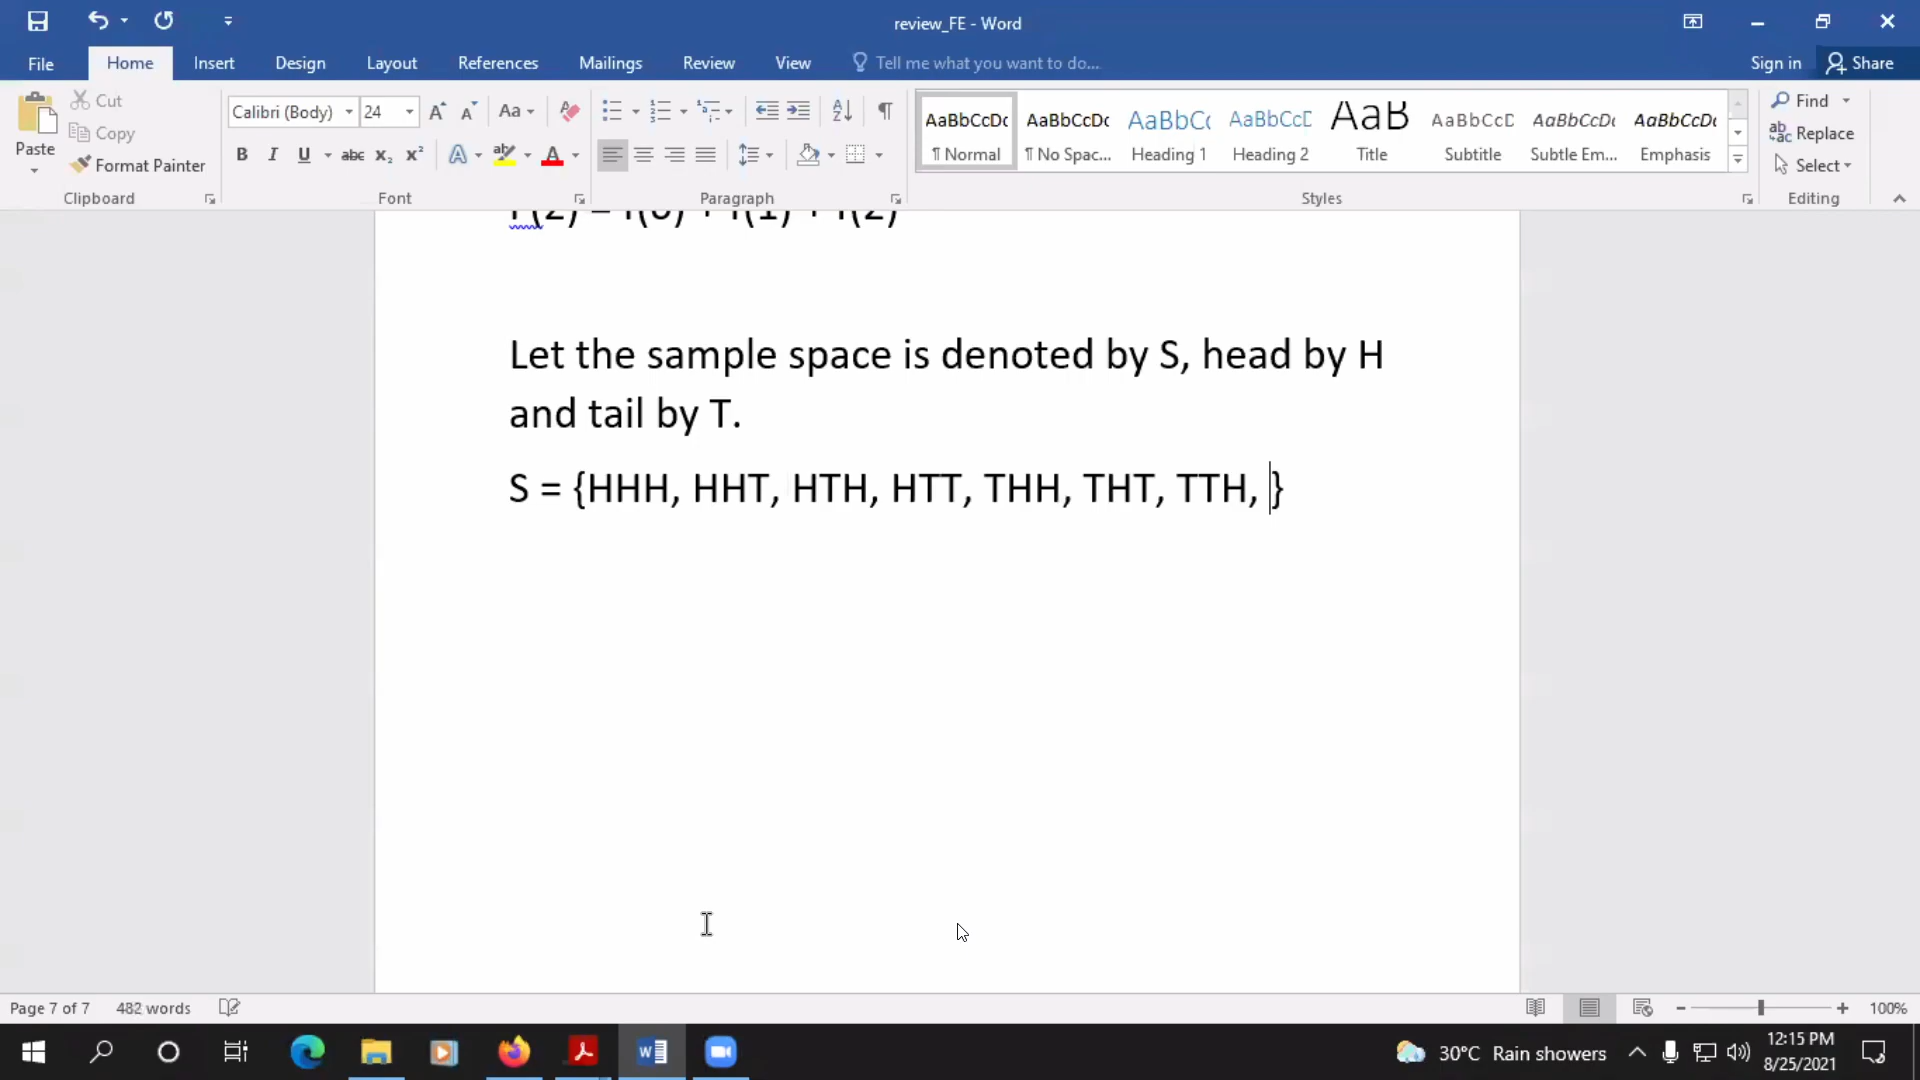 review_FE - Word
File Home Insert Design Layout References Mailings Review View Tell me what you want to do... Sign in Share
Paste Cut Copy Format Painter
Calibri (Body) 24
AaBbCcDc AaBbCcDc AaBbCc AaBbCcD AaB AaBbCcD AaBbCcDc AaBbCcDc
¶ Normal ¶ No Spac... Heading 1 Heading 2 Title Subtitle Subtle Em... Emphasis
Find
Replace
Select
Clipboard Font Paragraph Styles Editing
F(2) = f(0) + f(1) + f(2)
Let the sample space is denoted by S, head by H
and tail by T.
S = {HHH, HHT, HTH, HTT, THH, THT, TTH, }
Page 7 of 7 482 words 100%
30°C Rain showers 12:15 PM
8/25/2021